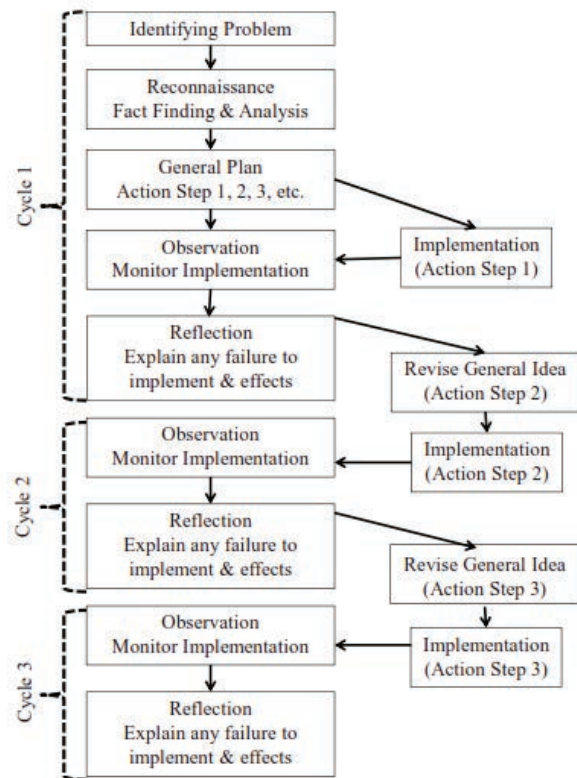 Cycle 1
Identifying Problem
Reconnaissance
Fact Finding & Analysis
General Plan
Action Step 1, 2, 3, etc.
Implementation
(Action Step 1)
Observation
Monitor Implementation
Reflection
Explain any failure to
implement & effects
Revise General Idea
(Action Step 2)
Cycle 2
Observation
Monitor Implementation
Implementation
(Action Step 2)
Reflection
Explain any failure to
implement & effects
Revise General Idea
(Action Step 3)
Cycle 3
Observation
Monitor Implementation
Implementation
(Action Step 3)
Reflection
Explain any failure to
implement & effects